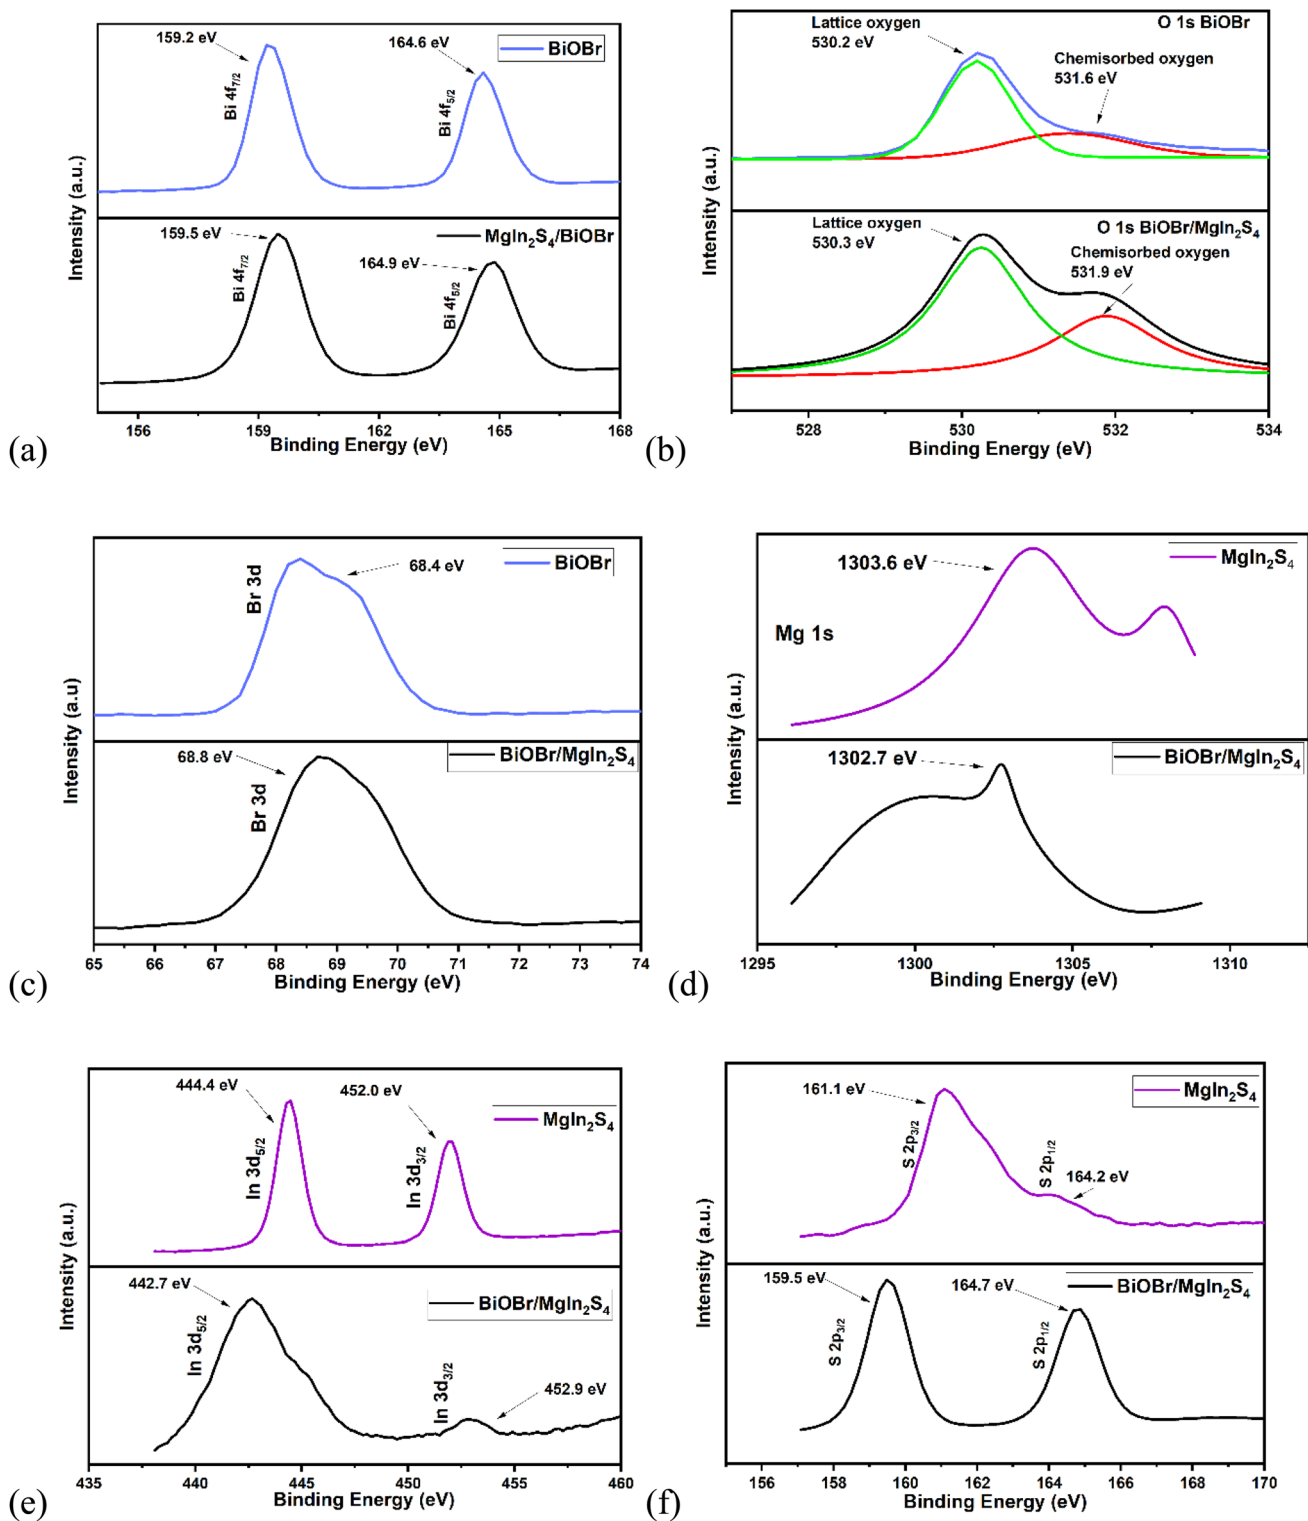 159.2 eV
164.6 eV
BiOBr
Bi 4f7/2
Bi 4f5/2
159.5 eV
164.9 eV
MgIn2S4/BiOBr
Bi 4f7/2
Bi 4f5/2
Intensity (a.u.)
156 159 162 165 168
Binding Energy (eV)
(a)
Lattice oxygen
530.2 eV
O 1s BiOBr
Chemisorbed oxygen
531.6 eV
Lattice oxygen
530.3 eV
O 1s BiOBr/MgIn2S4
Chemisorbed oxygen
531.9 eV
Intensity (a.u.)
528 530 532 534
Binding Energy (eV)
(b)
Br 3d
68.4 eV
BiOBr
68.8 eV
BiOBr/MgIn2S4
Br 3d
Intensity (a.u)
65 66 67 68 69 70 71 72 73 74
Binding Energy (eV)
(c)
1303.6 eV
MgIn2S4
Mg 1s
1302.7 eV
BiOBr/MgIn2S4
Intensity (a.u.)
1295 1300 1305 1310
Binding Energy (eV)
(d)
444.4 eV
452.0 eV
MgIn2S4
In 3d5/2
In 3d3/2
442.7 eV
BiOBr/MgIn2S4
In 3d5/2
In 3d3/2
452.9 eV
Intensity (a.u.)
435 440 445 450 455 460
Binding Energy (eV)
(e)
161.1 eV
MgIn2S4
S 2p3/2
S 2p1/2
164.2 eV
159.5 eV
164.7 eV
BiOBr/MgIn2S4
S 2p3/2
S 2p1/2
Intensity (a.u.)
156 158 160 162 164 166 168 170
Binding Energy (eV)
(f)